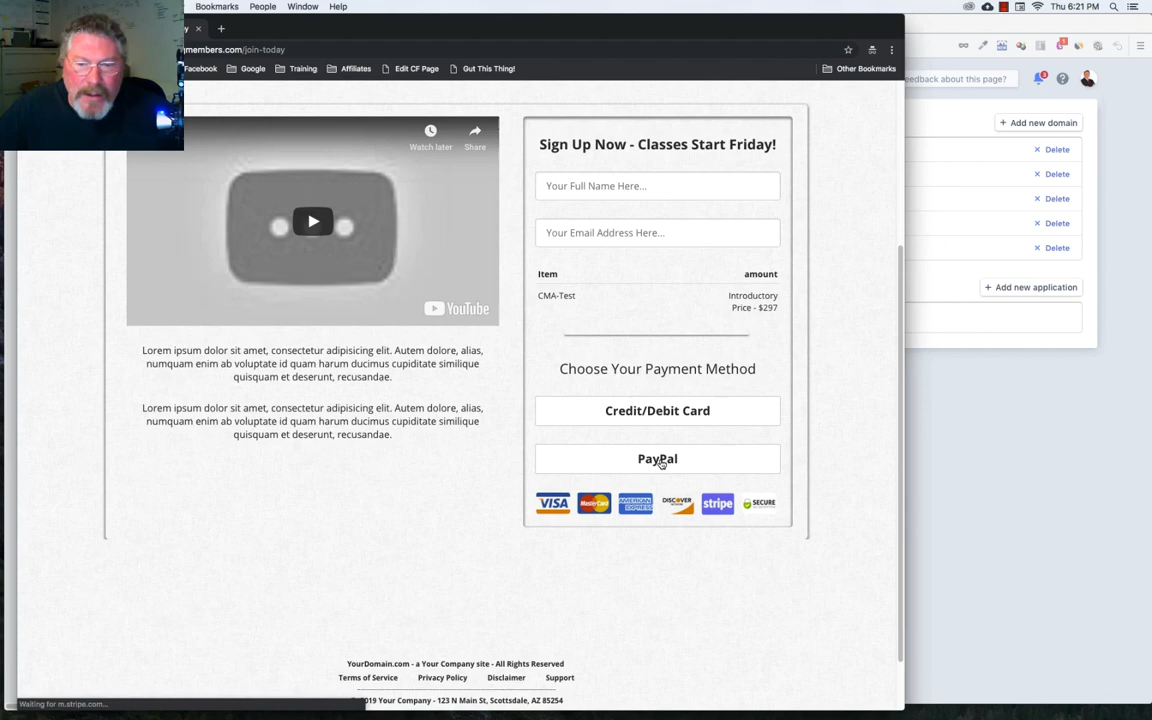 Bookmarks People Window Help
Thu 6:21 PM
members.com/join-today
Facebook Google Training Affiliates Edit CF Page Gut This Thing! Other Bookmarks
eedback about this page?
+ Add new domain
× Delete
× Delete
× Delete
× Delete
× Delete
+ Add new application
Watch later Share
YouTube
Lorem ipsum dolor sit amet, consectetur adipisicing elit. Autem dolore, alias,
numquam enim ab voluptate id quam harum ducimus cupiditate similique
quisquam et deserunt, recusandae.
Lorem ipsum dolor sit amet, consectetur adipisicing elit. Autem dolore, alias,
numquam enim ab voluptate id quam harum ducimus cupiditate similique
quisquam et deserunt, recusandae.
Sign Up Now - Classes Start Friday!
Your Full Name Here...
Your Email Address Here...
Item amount
CMA-Test Introductory
Price - $297
Choose Your Payment Method
Credit/Debit Card
PayPal
VISA MasterCard AMERICAN EXPRESS DISCOVER stripe SECURE
YourDomain.com - a Your Company site - All Rights Reserved
Terms of Service Privacy Policy Disclaimer Support
2019 Your Company - 123 N Main St, Scottsdale, AZ 85254
Waiting for m.stripe.com...